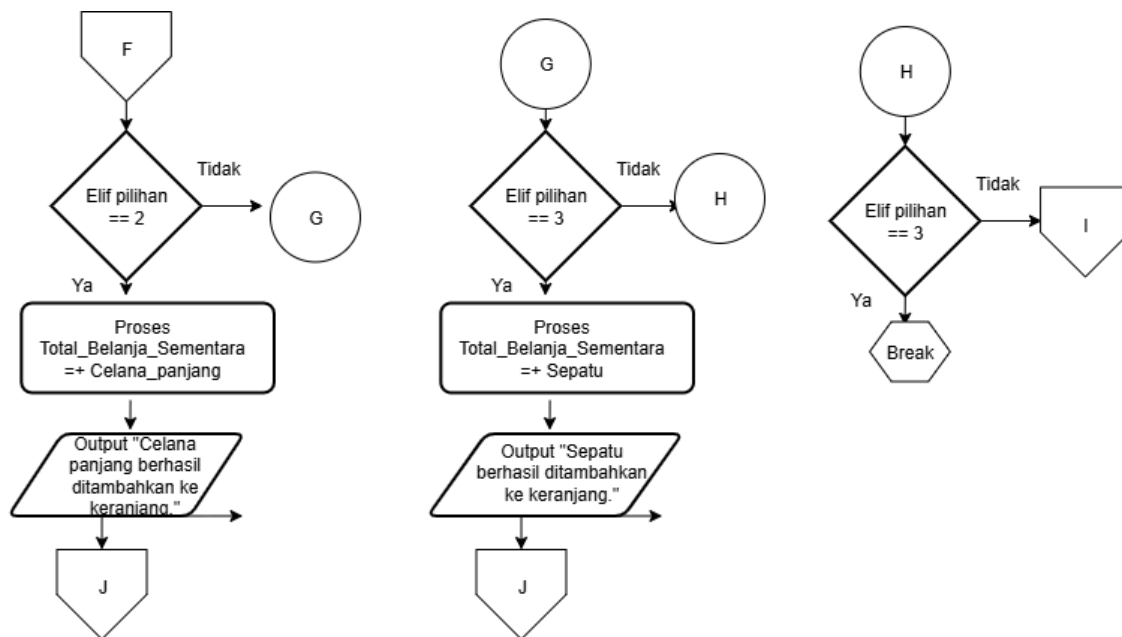 F
Elif pilihan
== 2
Tidak
G
Ya
Proses
Total_Belanja_Sementara
=+ Celana_panjang
Output "Celana
panjang berhasil
ditambahkan ke
keranjang."
J
G
Elif pilihan
== 3
Tidak
H
Ya
Proses
Total_Belanja_Sementara
=+ Sepatu
Output "Sepatu
berhasil ditambahkan
ke keranjang."
J
H
Elif pilihan
== 3
Tidak
I
Ya
Break